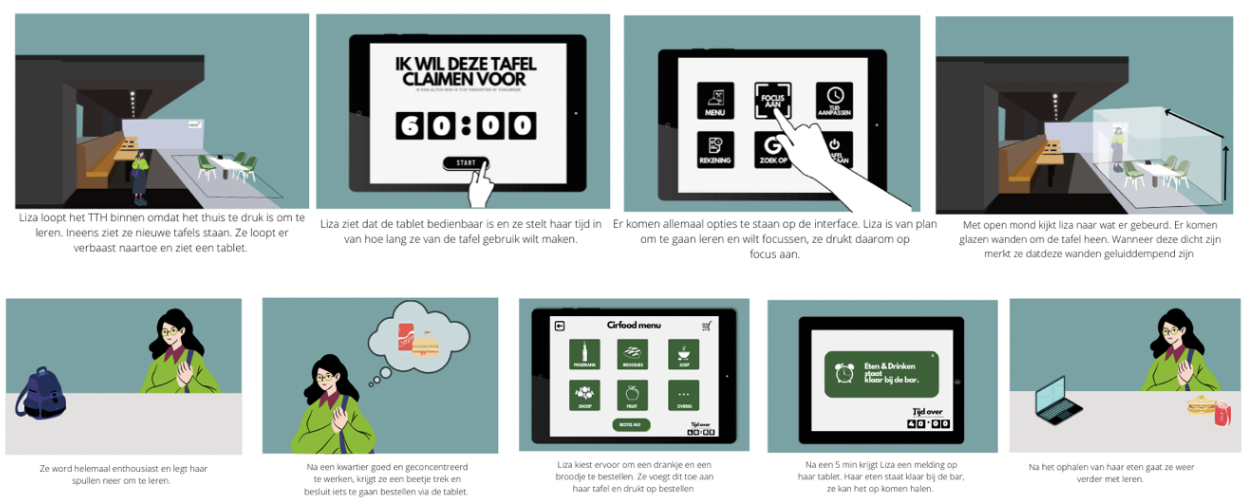 IK WIL DEZE TAFEL
CLAIMEN VOOR
60:00
START
MENU
FOCUS
AAN
TIJD
AANPASSEN
REKENING
ZOEK OP
Liza loopt het TTH binnen omdat het thuis te druk is om te
leren. Ineens ziet ze nieuwe tafels staan. Ze loopt er
verbaast naartoe en ziet een tablet.
Liza ziet dat de tablet bedienbaar is en ze stelt haar tijd in
van hoe lang ze van de tafel gebruik wilt maken.
Er komen allemaal opties te staan op de interface. Liza is van plan
om te gaan leren en wilt focussen, ze drukt daarom op
focus aan.
Met open mond kijkt liza naar wat er gebeurd. Er komen
glazen wanden om de tafel heen. Wanneer deze dicht zijn
merkt ze datdeze wanden geluiddempend zijn
Cirfood menu
FRISDRANK
BROODJES
SOEP
SNOEP
FRUIT
OVERIG
BESTEL NU!
Tijd over
Eten & Drinken
staat
klaar bij de bar.
Tijd over
40:00
Ze word helemaal enthousiast en legt haar
spullen neer om te leren.
Na een kwartier goed en geconcentreerd
te werken, krijgt ze een beetje trek en
besluit iets te gaan bestellen via de tablet.
Liza kiest ervoor om een drankje en een
broodje te bestellen. Ze voegt dit toe aan
haar tafel en drukt op bestellen
Na een 5 min krijgt Liza een melding op
haar tablet. Haar eten staat klaar bij de bar,
ze kan het op komen halen.
Na het ophalen van haar eten gaat ze weer
verder met leren.